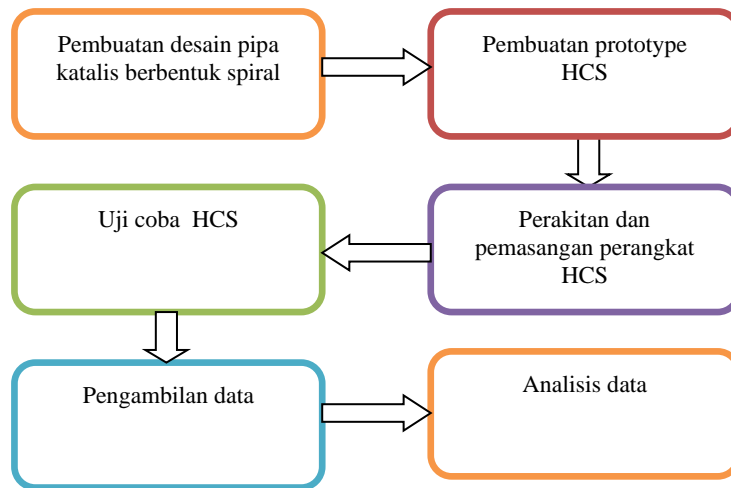 Pembuatan desain pipa
katalis berbentuk spiral
Pembuatan prototype
HCS
Perakitan dan
pemasangan perangkat
HCS
Uji coba HCS
Pengambilan data
Analisis data